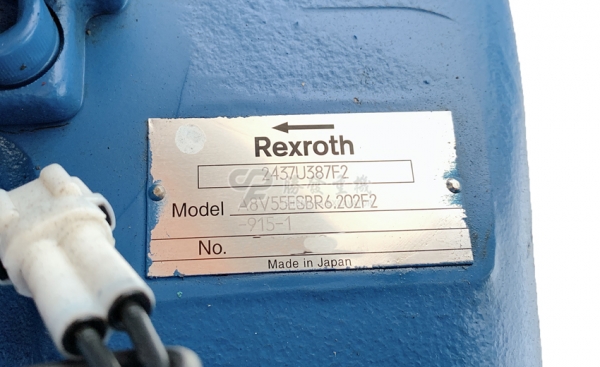 Rexroth
2437U387F2
Model A8V55ESBR6.202F2
-915-1
No.
Made in Japan